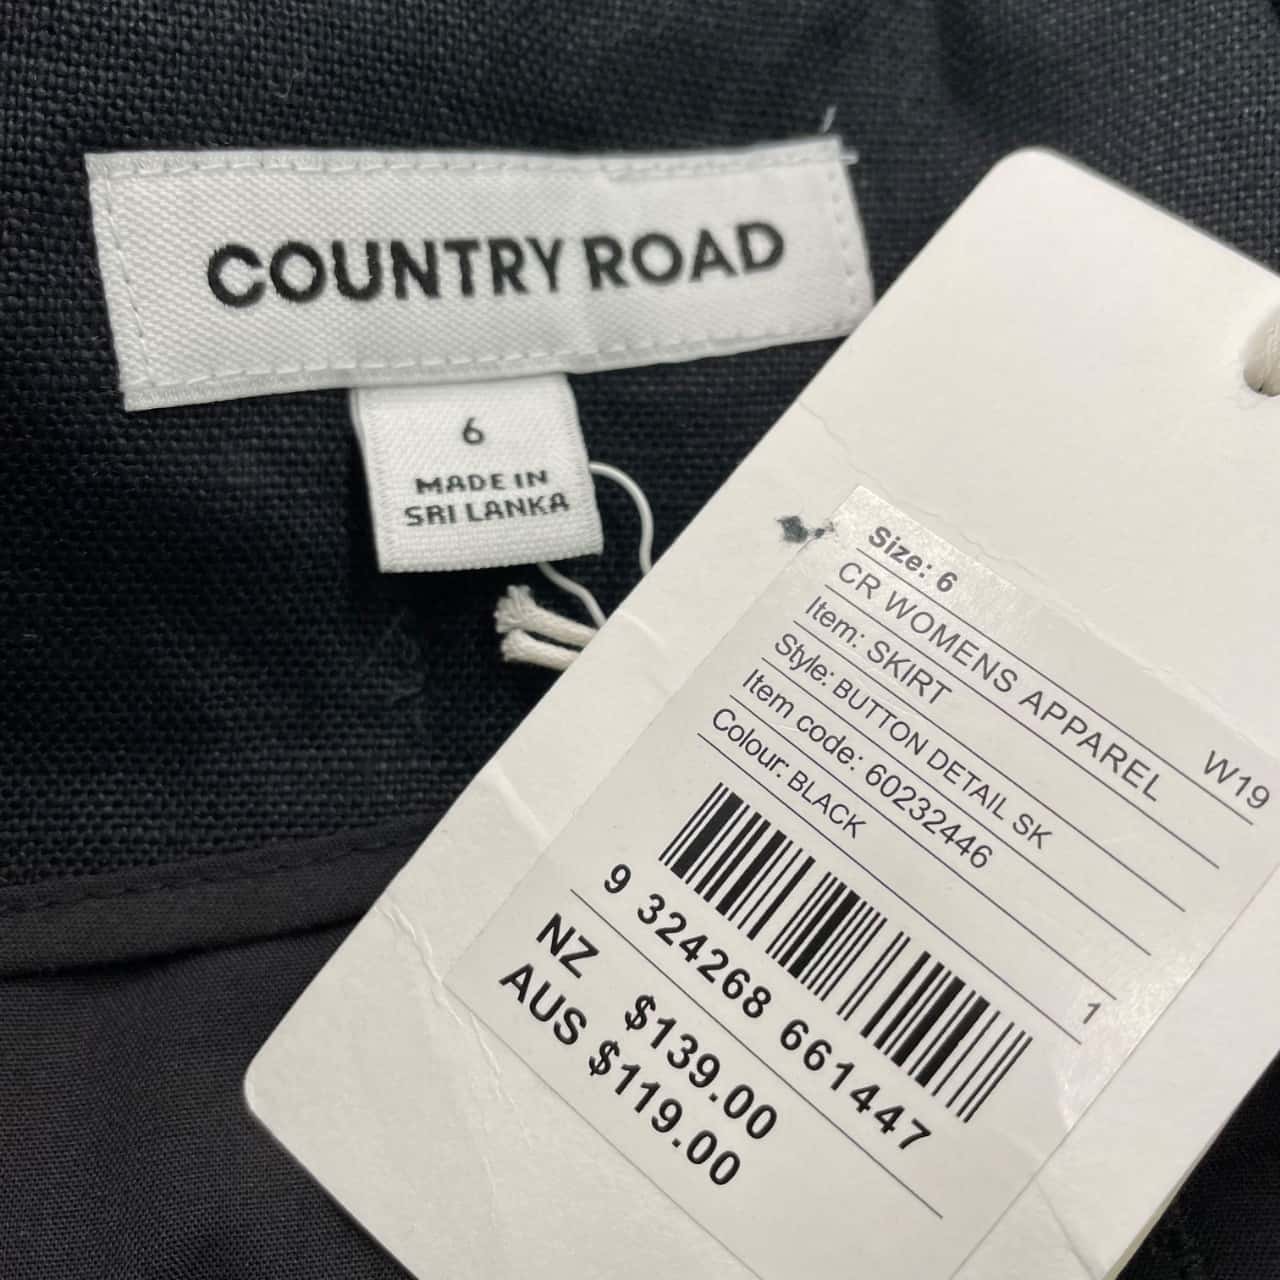 COUNTRY ROAD
6
MADE IN
SRI LANKA
Size: 6
CR WOMENS APPAREL W19
Item: SKIRT
Style: BUTTON DETAIL SK
Item code: 60232446
Colour: BLACK 1
9 324268 661447
NZ $139.00
AUS $119.00